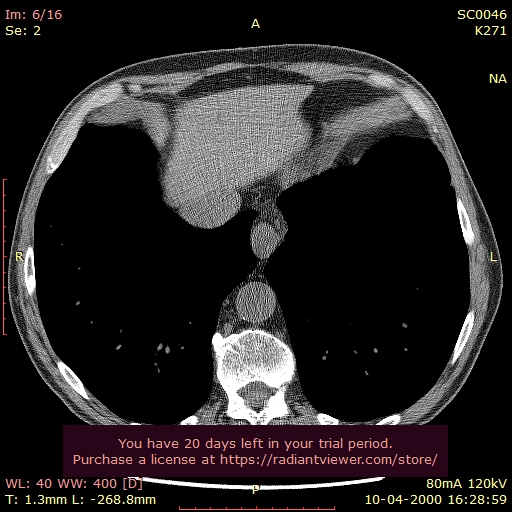 Im: 6/16
Se: 2
A
SC0046
K271
NA
R
L
You have 20 days left in your trial period.
Purchase a license at https://radiantviewer.com/store/
WL: 40 WW: 400 [D]
T: 1.3mm L: -268.8mm
P
80mA 120kV
10-04-2000 16:28:59